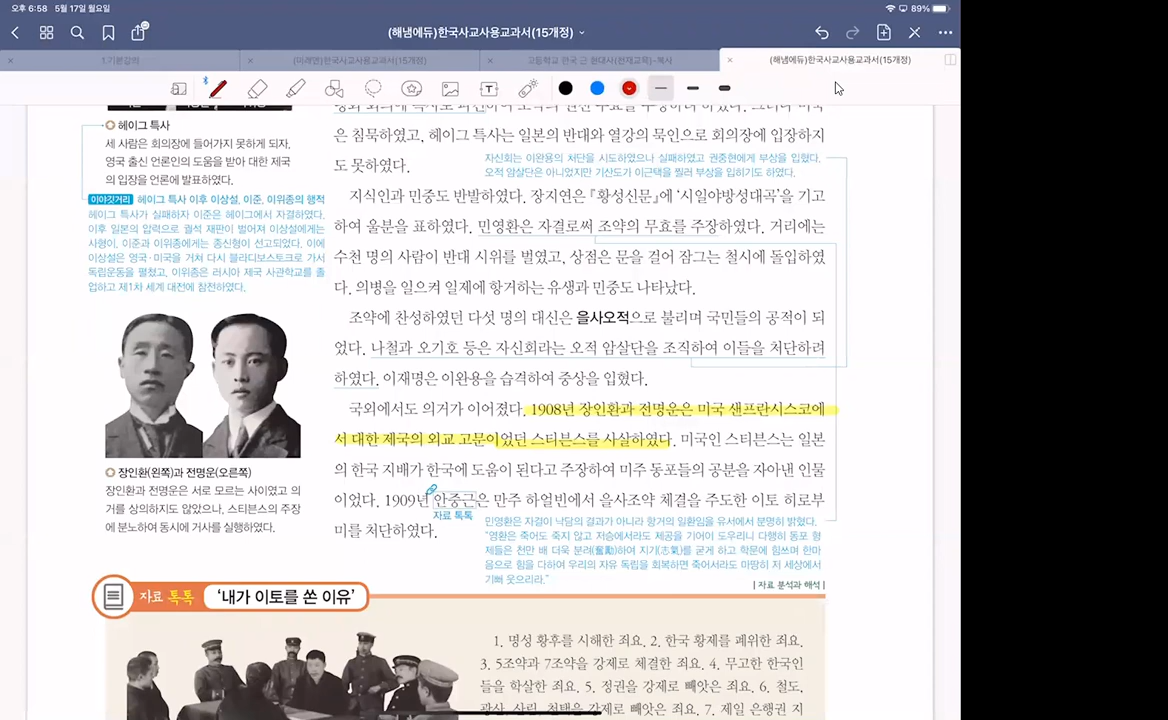 오후 6:58 5월 17일 월요일
89%
(해냄에듀)한국사교사용교과서(15개정)
1.기본강의
(미래엔)한국사교사용교과서(15개정)
고등학교 한국 근 현대사(천재교육)-복사
(해냄에듀)한국사교사용교과서(15개정)
헤이그 특사
세 사람은 회의장에 들어가지 못하게 되자,
영국 출신 언론인의 도움을 받아 대한 제국
의 입장을 언론에 발표하였다.
이야깃거리 헤이그 특사 이후 이상설, 이준, 이위종의 행적
헤이그 특사가 실패하자 이준은 헤이그에서 자결하였다.
이후 일본의 압력으로 궐석 재판이 벌어져 이상설에게는
사형이, 이준과 이위종에게는 종신형이 선고되었다. 이에
이상설은 영국·미국을 거쳐 다시 블라디보스토크로 가서
독립운동을 펼쳤고, 이위종은 러시아 제국 사관학교를 졸
업하고 제1차 세계 대전에 참전하였다.
장인환(왼쪽)과 전명운(오른쪽)
장인환과 전명운은 서로 모르는 사이였고 의
거를 상의하지도 않았으나, 스티븐스의 주장
에 분노하여 동시에 거사를 실행하였다.
은 침묵하였고, 헤이그 특사는 일본의 반대와 열강의 묵인으로 회의장에 입장하지
도 못하였다.
자신회는 이완용의 처단을 시도하였으나 실패하였고 권중현에게 부상을 입혔다.
오적 암살단은 아니었지만 기산도가 이근택을 찔러 부상을 입히기도 하였다.
지식인과 민중도 반발하였다. 장지연은 『황성신문』에 ‘시일야방성대곡’을 기고
하여 울분을 표하였다. 민영환은 자결로써 조약의 무효를 주장하였다. 거리에는
수천 명의 사람이 반대 시위를 벌였고, 상점은 문을 걸어 잠그는 철시에 돌입하였
다. 의병을 일으켜 일제에 항거하는 유생과 민중도 나타났다.
조약에 찬성하였던 다섯 명의 대신은 을사오적으로 불리며 국민들의 공적이 되
었다. 나철과 오기호 등은 자신회라는 오적 암살단을 조직하여 이들을 처단하려
하였다. 이재명은 이완용을 습격하여 중상을 입혔다.
국외에서도 의거가 이어졌다. 1908년 장인환과 전명운은 미국 샌프란시스코에
서 대한 제국의 외교 고문이었던 스티븐스를 사살하였다. 미국인 스티븐스는 일본
의 한국 지배가 한국에 도움이 된다고 주장하여 미주 동포들의 공분을 자아낸 인물
이었다. 1909년 안중근은 만주 하얼빈에서 을사조약 체결을 주도한 이토 히로부
자료 톡톡
미를 처단하였다.
민영환은 자결이 낙담의 결과가 아니라 항거의 일환임을 유서에서 분명히 밝혔다.
“영환은 죽어도 죽지 않고 저승에서라도 제공을 기어이 도우리니 다행히 동포 형
제들은 천만 배 더욱 분려(奮勵)하여 지기(志氣)를 굳게 하고 학문에 힘쓰며 한마
음으로 힘을 다하여 우리의 자유 독립을 회복하면 죽어서라도 마땅히 저 세상에서
기뻐 웃으리라.”
| 자료 분석과 해석 |
자료 톡톡 ‘내가 이토를 쏜 이유’
1. 명성 황후를 시해한 죄요. 2. 한국 황제를 폐위한 죄요.
3. 5조약과 7조약을 강제로 체결한 죄요. 4. 무고한 한국인
들을 학살한 죄요. 5. 정권을 강제로 빼앗은 죄요. 6. 철도,
광산, 산림, 천택을 강제로 빼앗은 죄요. 7. 제일 은행권 지